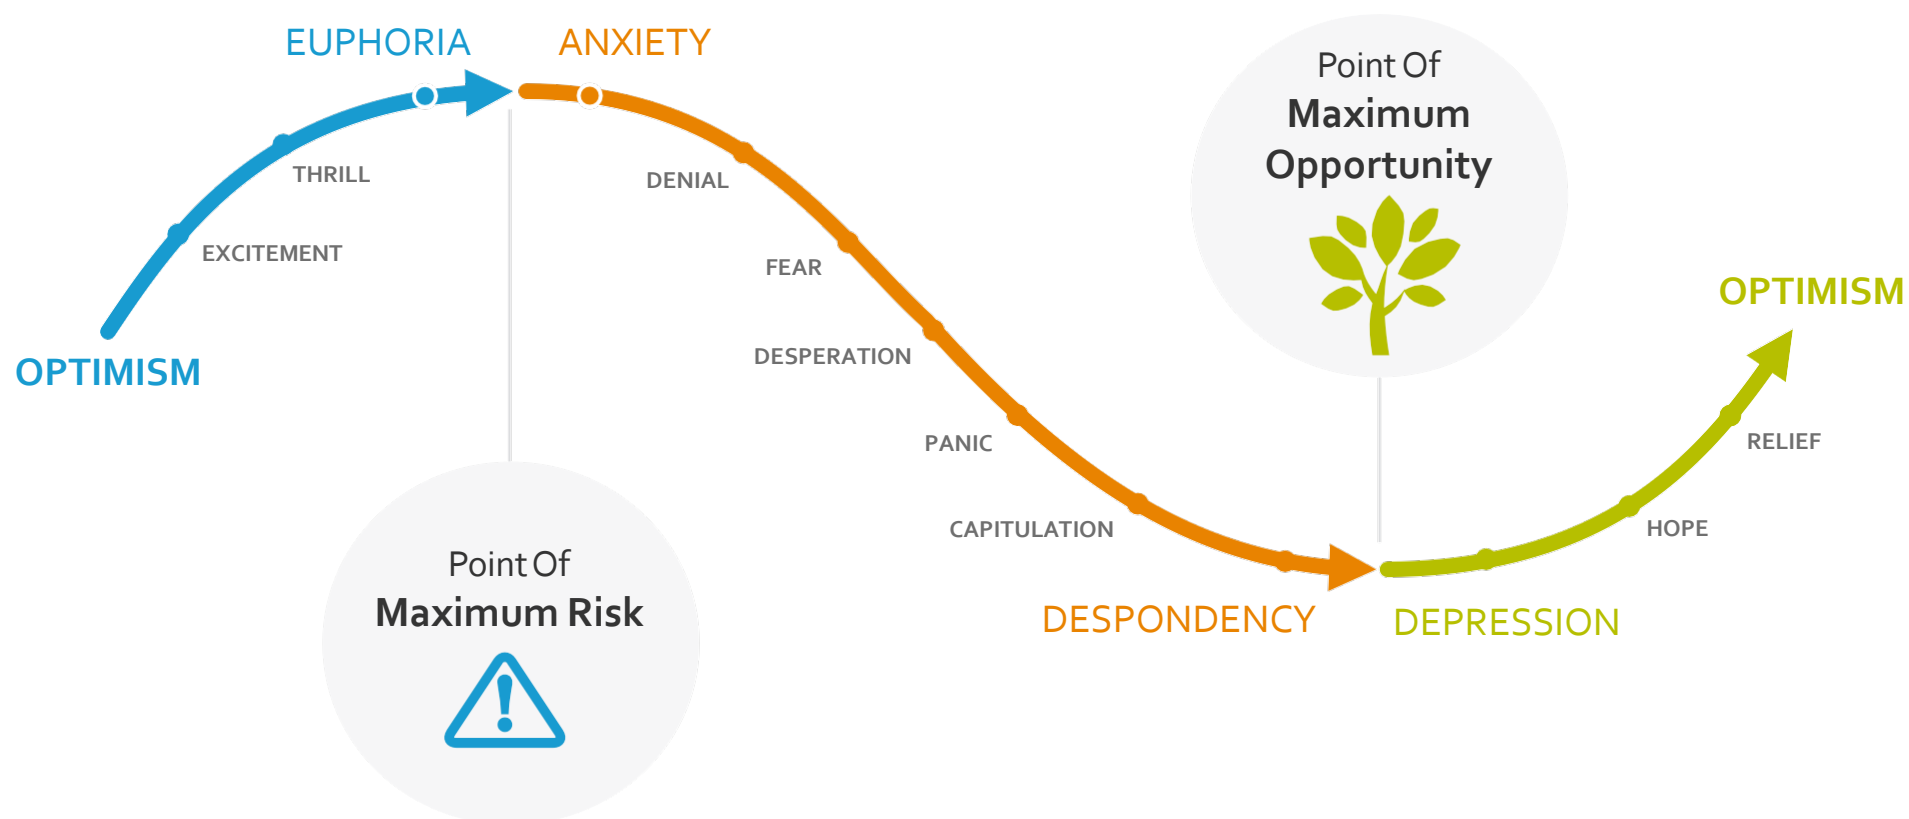 EUPHORIA
ANXIETY
Point Of
Maximum
Opportunity
THRILL
DENIAL
EXCITEMENT
FEAR
OPTIMISM
DESPERATION
OPTIMISM
PANIC
RELIEF
CAPITULATION
HOPE
Point Of
Maximum Risk
DESPONDENCY
DEPRESSION